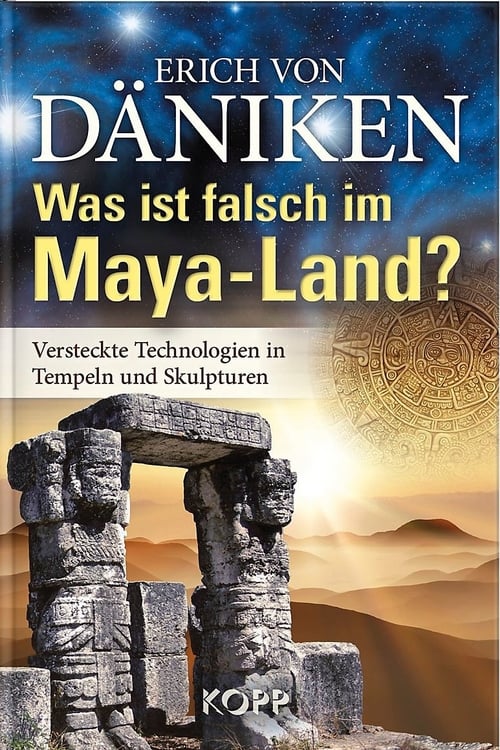 ERICH VON
DÄNIKEN
Was ist falsch im
Maya-Land?
Versteckte Technologien in
Tempeln und Skulpturen
KOPP